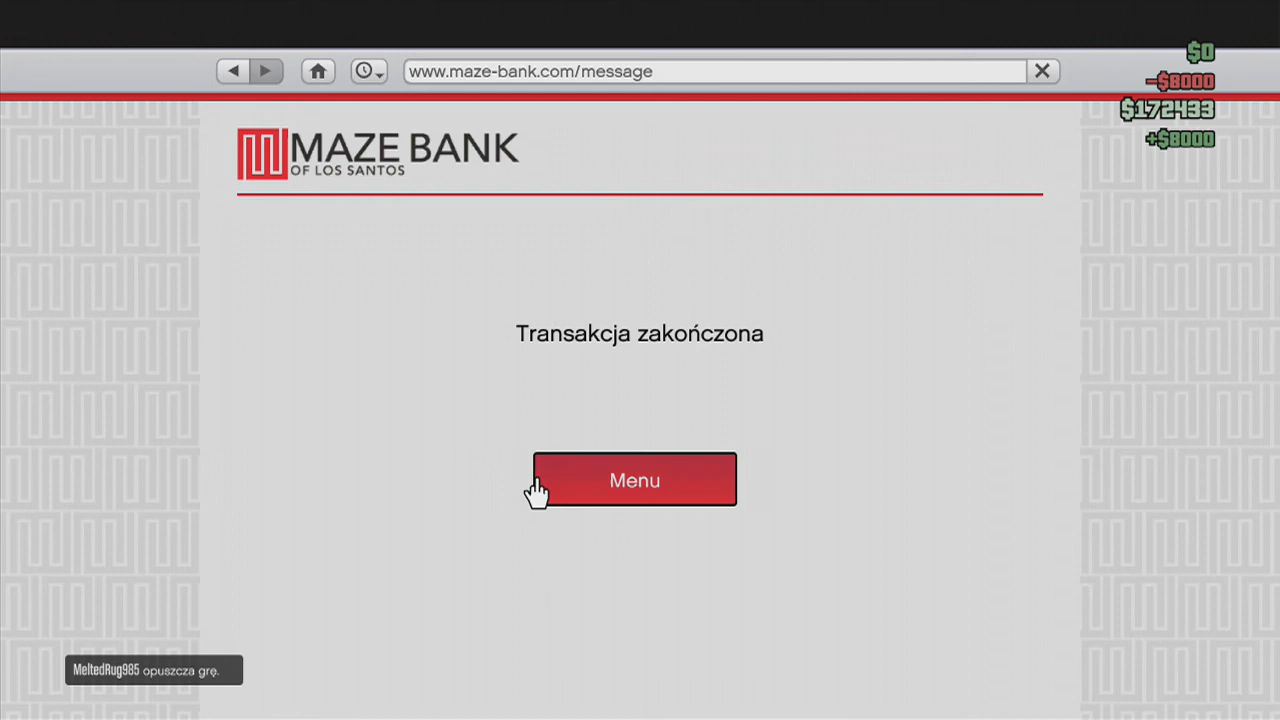 www.maze-bank.com/message
$0
-$8000
$172433
+$8000
MAZE BANK
OF LOS SANTOS
Transakcja zakończona
Menu
MeltedRug985 opuszcza grę.